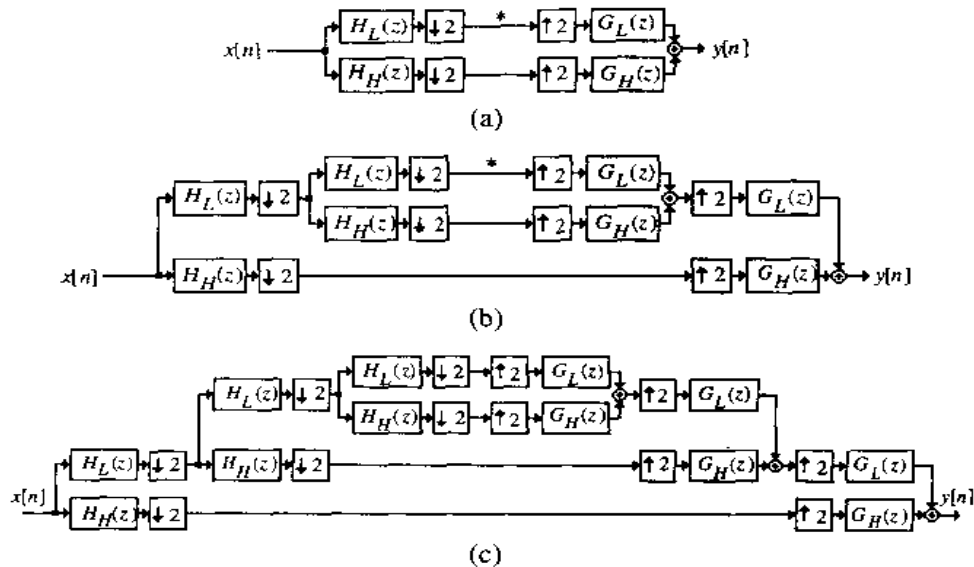 H_L(z) ↓2 * ↑2 G_L(z)
x[n] y[n]
H_H(z) ↓2 ↑2 G_H(z)
(a)
H_L(z) ↓2 * ↑2 G_L(z)
H_L(z) ↓2 ↑2 G_L(z)
H_H(z) ↓2 ↑2 G_H(z)
x[n] H_H(z) ↓2 ↑2 G_H(z) y[n]
(b)
H_L(z) ↓2 ↑2 G_L(z)
H_L(z) ↓2 ↑2 G_L(z)
H_H(z) ↓2 ↑2 G_H(z)
H_L(z) ↓2 H_H(z) ↓2 ↑2 G_H(z) ↑2 G_L(z)
x[n] y[n]
H_H(z) ↓2 ↑2 G_H(z)
(c)